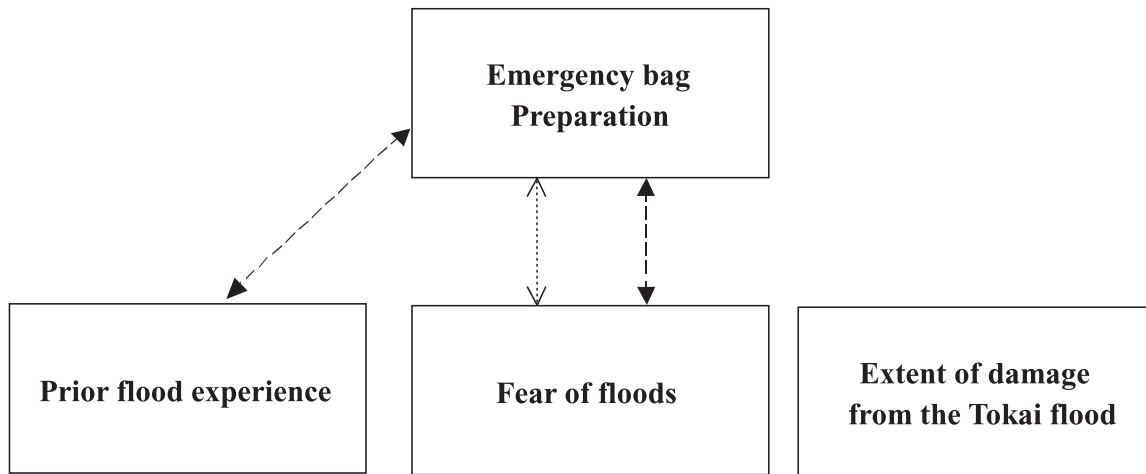 Emergency bag
Preparation
Prior flood experience
Fear of floods
Extent of damage
from the Tokai flood